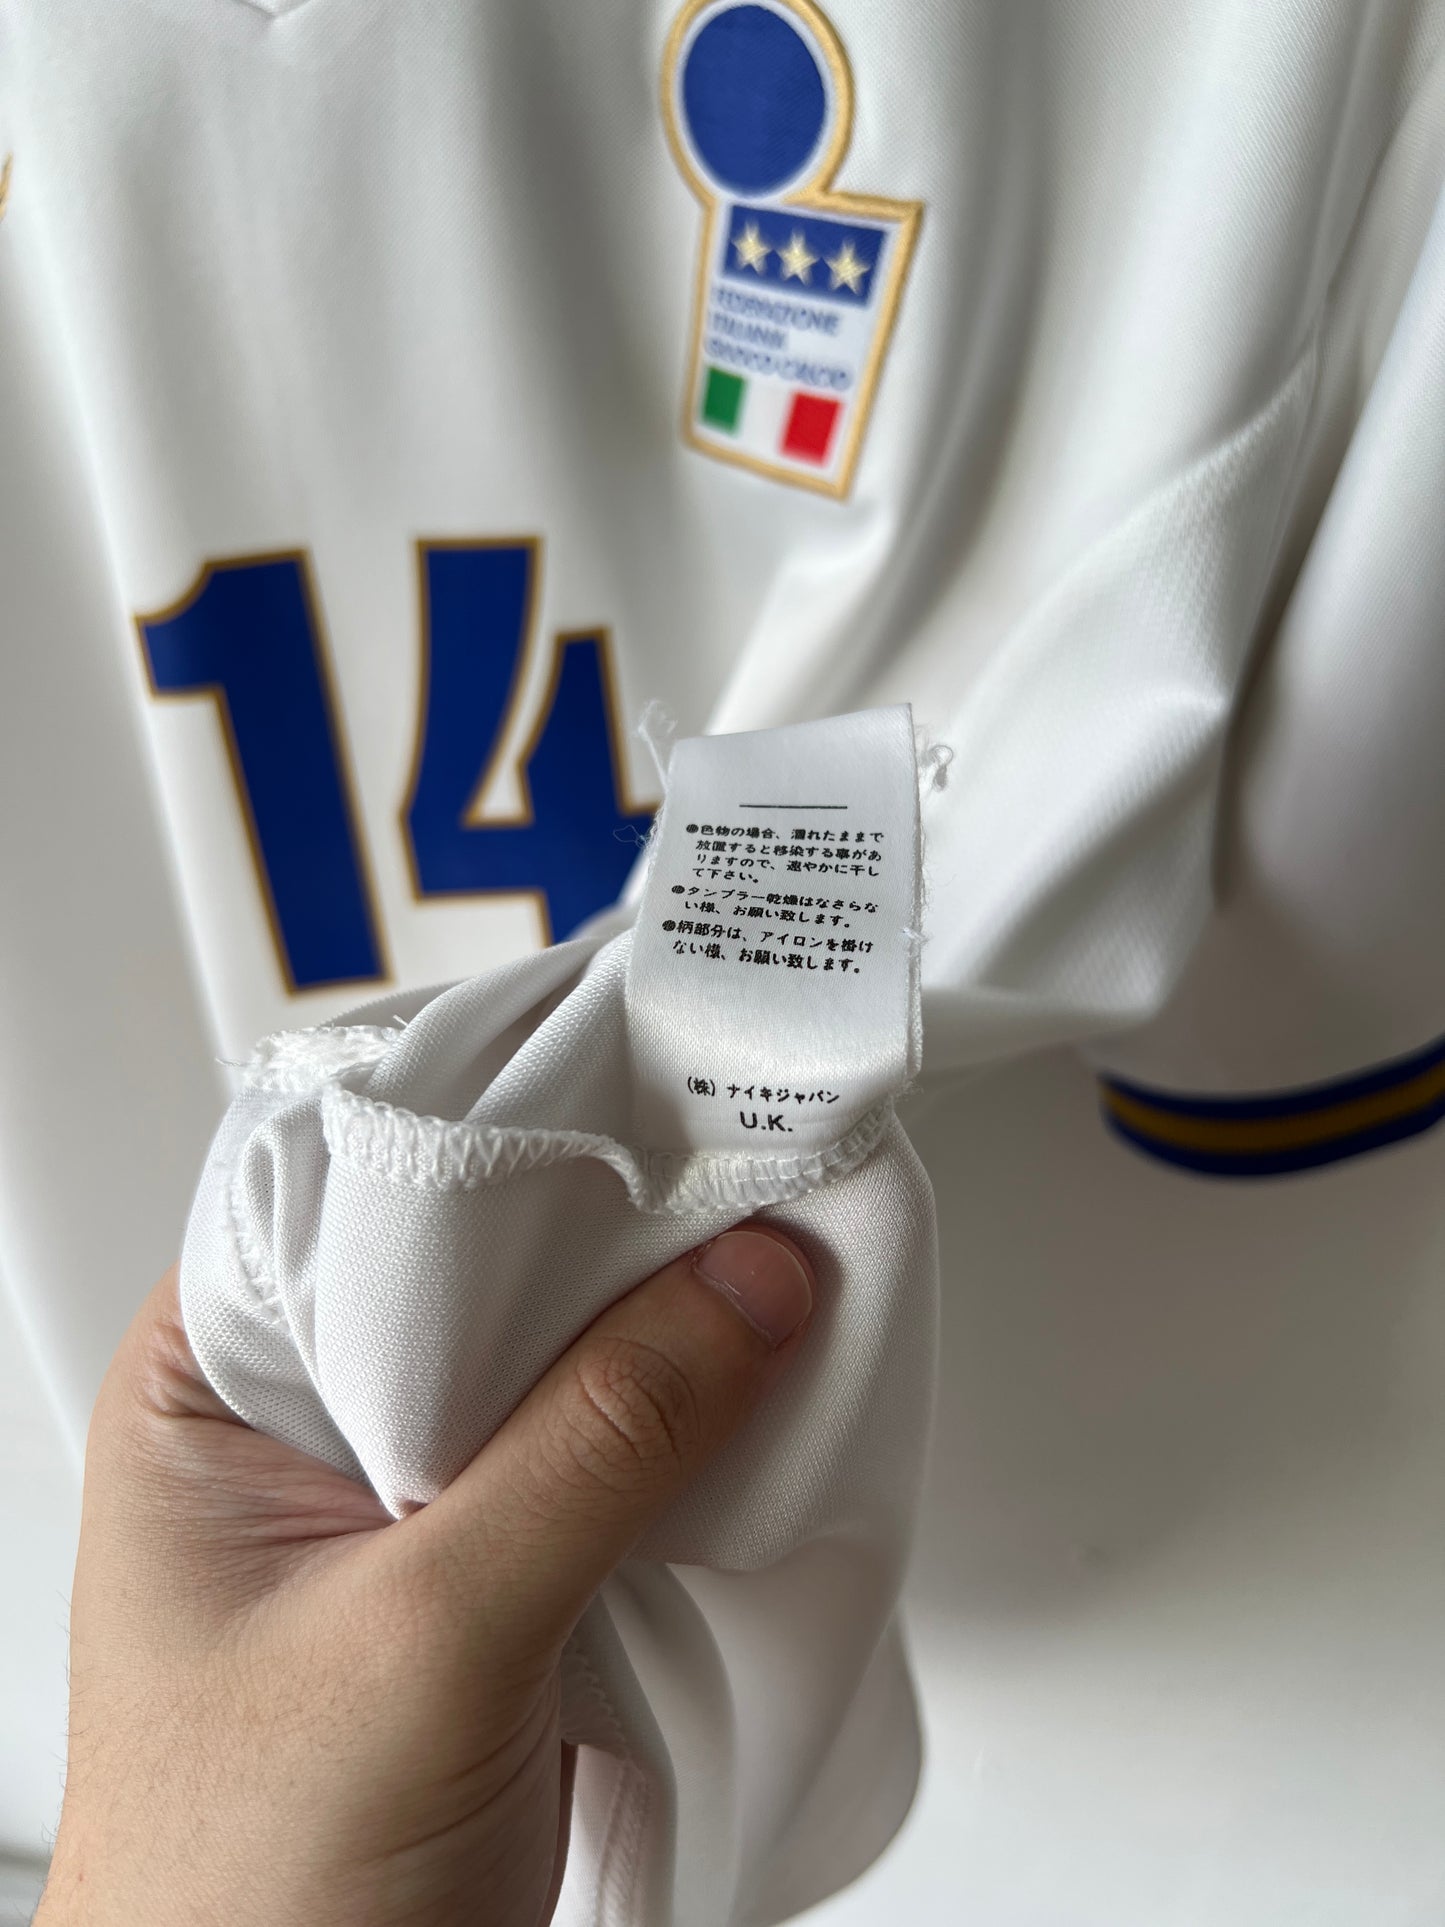 FEDERAZIONE
ITALIANA
GIUOCO CALCIO
14
●色物の場合、濡れたままで
放置すると移染する事があ
りますので、速やかに干し
て下さい。
●タンブラー乾燥はなさらな
い様、お願い致します。
●柄部分は、アイロンを掛け
ない様、お願い致します。
(株) ナイキジャパン
U.K.